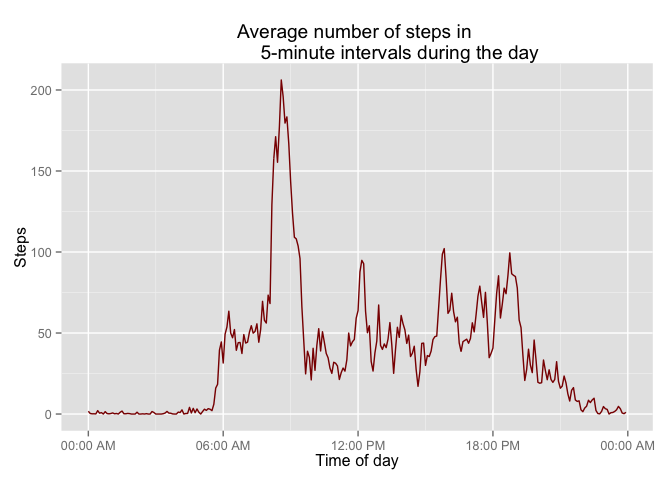 Average number of steps in
5-minute intervals during the day
200
150
100
50
0
Steps
00:00 AM 06:00 AM 12:00 PM 18:00 PM 00:00 AM
Time of day